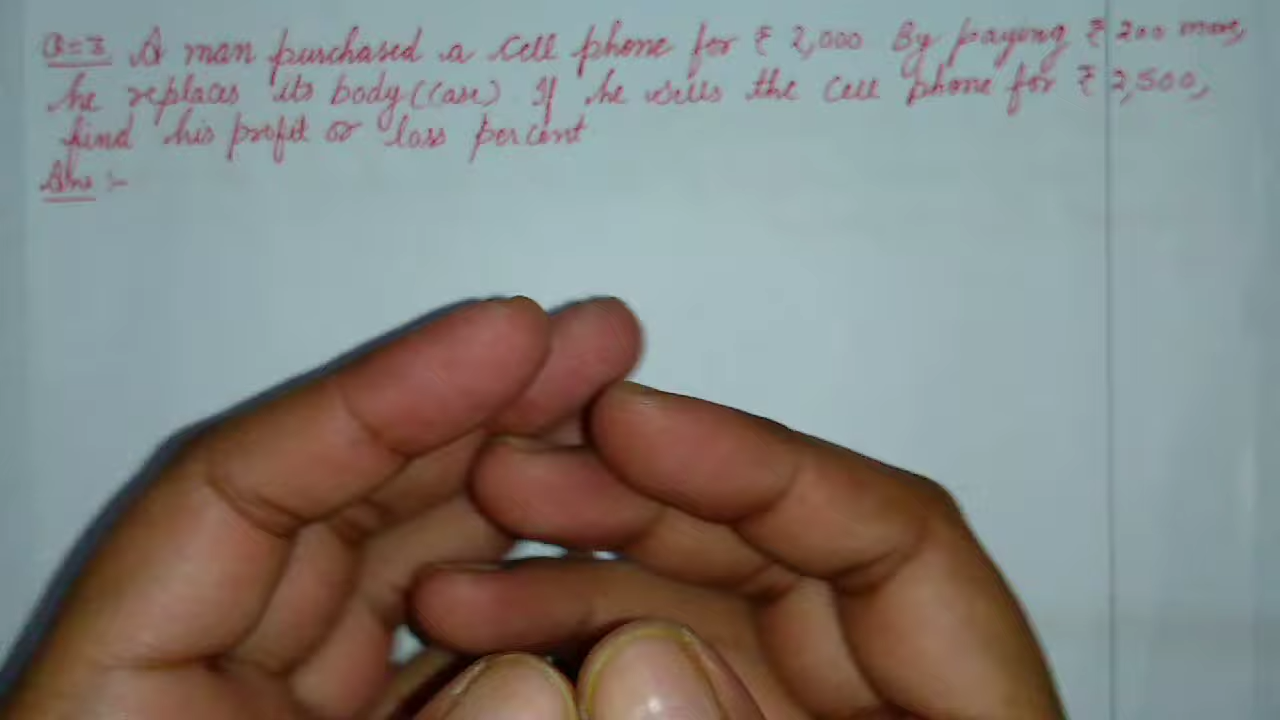 Q=3 A man purchased a cell phone for ₹ 2,000 By paying ₹ 200 more,
he replaces its body (Case) If he sells the cell phone for ₹ 2,500,
find his profit or loss percent
Ans :-